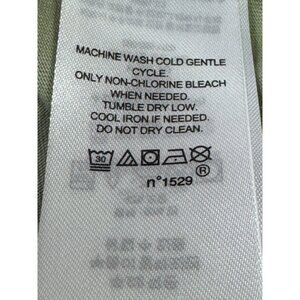 MACHINE WASH COLD GENTLE
CYCLE.
ONLY NON-CHLORINE BLEACH
WHEN NEEDED.
TUMBLE DRY LOW.
COOL IRON IF NEEDED.
DO NOT DRY CLEAN.
30
®
n°1529